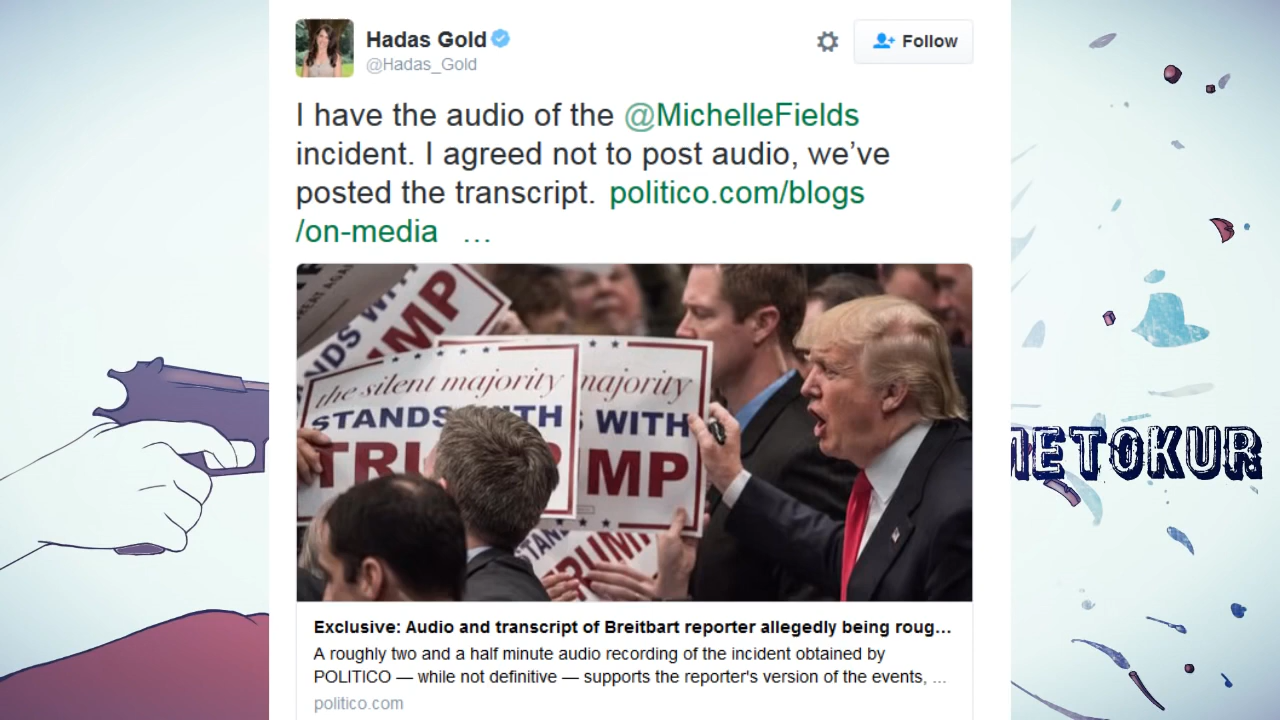 Hadas Gold
@Hadas_Gold
Follow
I have the audio of the @MichelleFields
incident. I agreed not to post audio, we've
posted the transcript. politico.com/blogs
/on-media …
MP
the silent majority
majority
STANDS WITH
WITH
TRU
MP
TRUMP
Exclusive: Audio and transcript of Breitbart reporter allegedly being roug...
A roughly two and a half minute audio recording of the incident obtained by
POLITICO — while not definitive — supports the reporter's version of the events, ...
politico.com
METOKUR